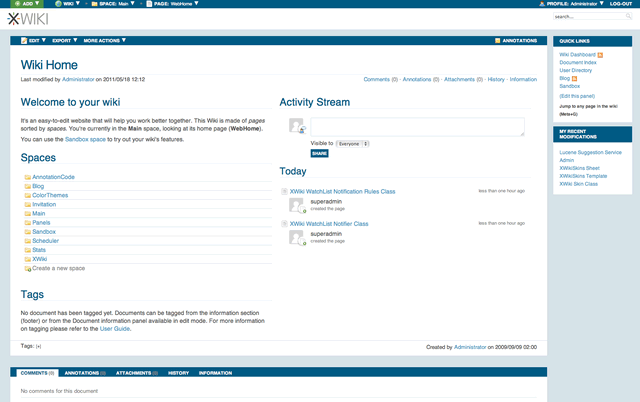 ADD WIKI SPACE: Main PAGE: WebHome PROFILE: Administrator LOG-OUT
XWIKI search...
EDIT EXPORT MORE ACTIONS ANNOTATIONS
Wiki Home
Last modified by Administrator on 2011/05/18 12:12
Comments (0) · Annotations (0) · Attachments (0) · History · Information
Welcome to your wiki
It's an easy-to-edit website that will help you work better together. This Wiki is made of pages
sorted by spaces. You're currently in the Main space, looking at its home page (WebHome).
You can use the Sandbox space to try out your wiki's features.
Spaces
AnnotationCode
Blog
ColorThemes
Invitation
Main
Panels
Sandbox
Scheduler
Stats
XWiki
Create a new space
Tags
No document has been tagged yet. Documents can be tagged from the information section
(footer) or from the Document information panel available in edit mode. For more information
on tagging please refer to the User Guide.
Activity Stream
Visible to Everyone
SHARE
Today
XWiki WatchList Notification Rules Class less than one hour ago
superadmin
created the page
XWiki WatchList Notifier Class less than one hour ago
superadmin
created the page
Tags: [+]
Created by Administrator on 2009/09/09 02:00
COMMENTS (0) ANNOTATIONS (0) ATTACHMENTS (0) HISTORY INFORMATION
No comments for this document
QUICK LINKS
Wiki Dashboard
Document Index
User Directory
Blog
Sandbox
(Edit this panel)
Jump to any page in the wiki
(Meta+G)
MY RECENT
MODIFICATIONS
Lucene Suggestion Service
Admin
XWikiSkins Sheet
XWikiSkins Template
XWiki Skin Class